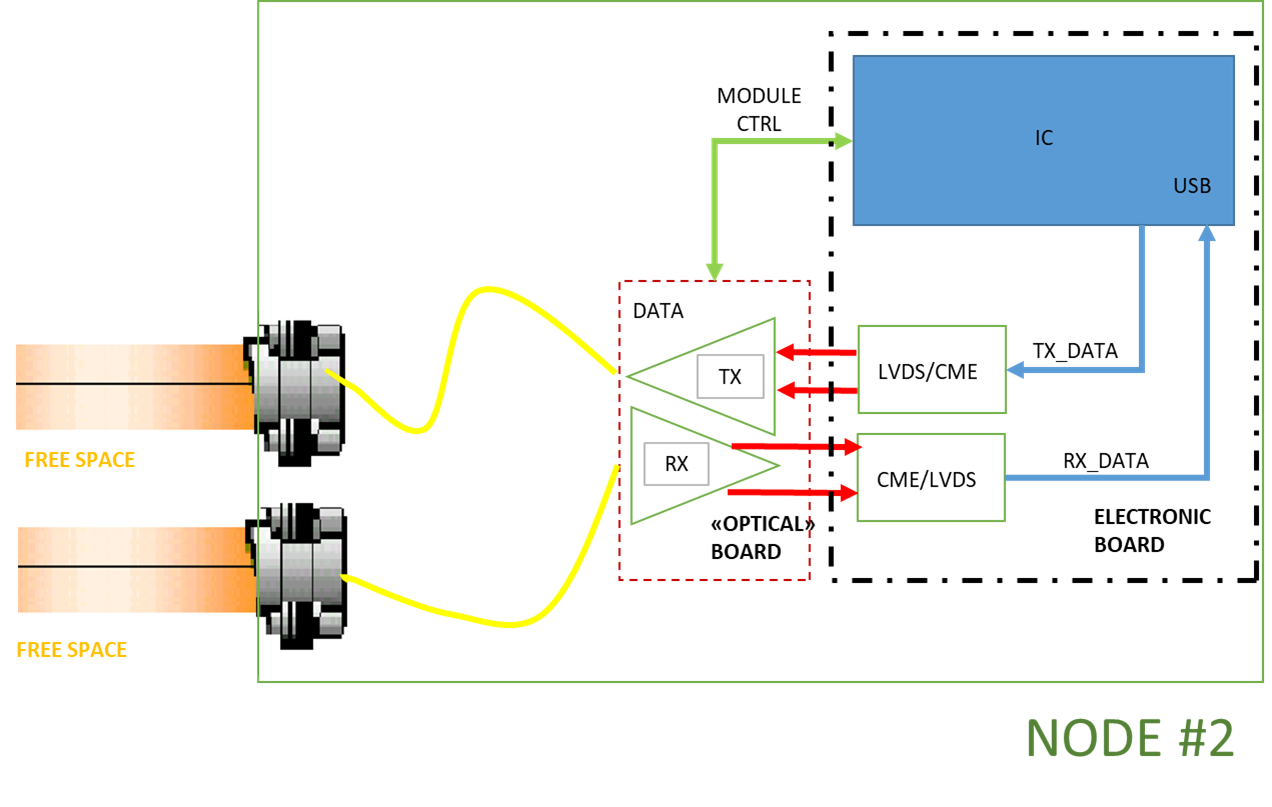 MODULE
CTRL
IC
USB
DATA
TX
LVDS/CME
TX_DATA
FREE SPACE
RX
CME/LVDS
RX_DATA
«OPTICAL»
BOARD
ELECTRONIC
BOARD
FREE SPACE
NODE #2